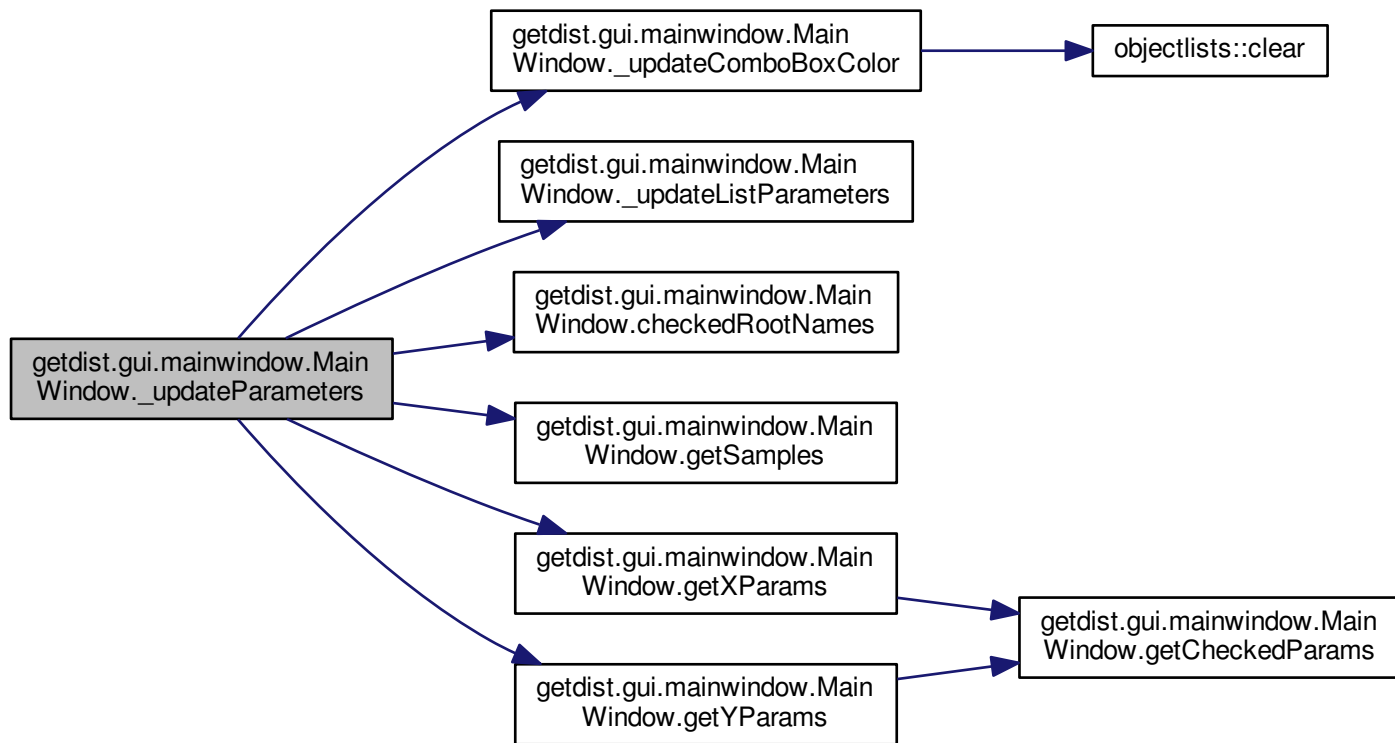 getdist.gui.mainwindow.Main
Window._updateParameters
getdist.gui.mainwindow.Main
Window._updateComboBoxColor
objectlists::clear
getdist.gui.mainwindow.Main
Window._updateListParameters
getdist.gui.mainwindow.Main
Window.checkedRootNames
getdist.gui.mainwindow.Main
Window.getSamples
getdist.gui.mainwindow.Main
Window.getXParams
getdist.gui.mainwindow.Main
Window.getCheckedParams
getdist.gui.mainwindow.Main
Window.getYParams